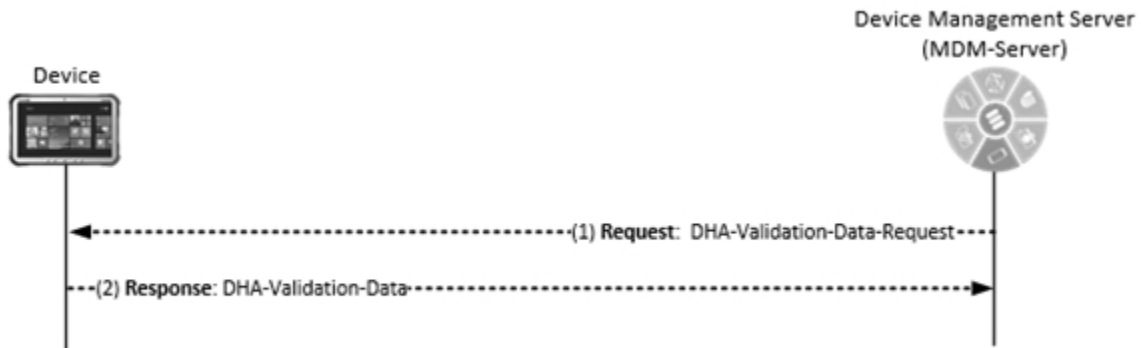 Device Management Server
(MDM-Server)
Device
(1) Request: DHA-Validation-Data-Request
(2) Response: DHA-Validation-Data